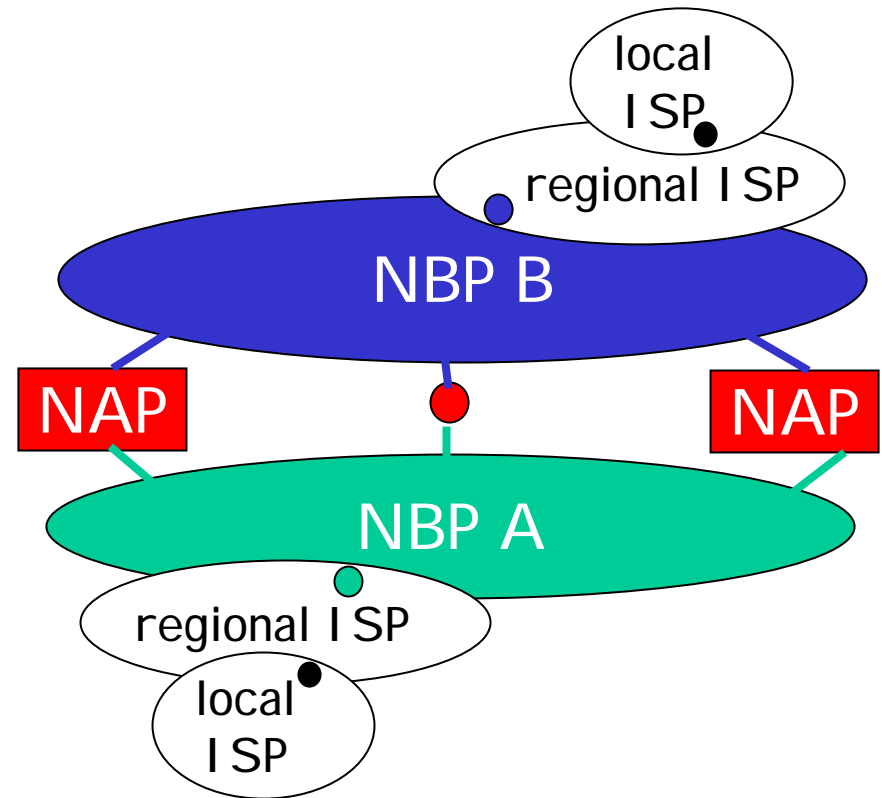 local
ISP
regional ISP
NBP B
NAP
NAP
NBP A
regional ISP
local
ISP